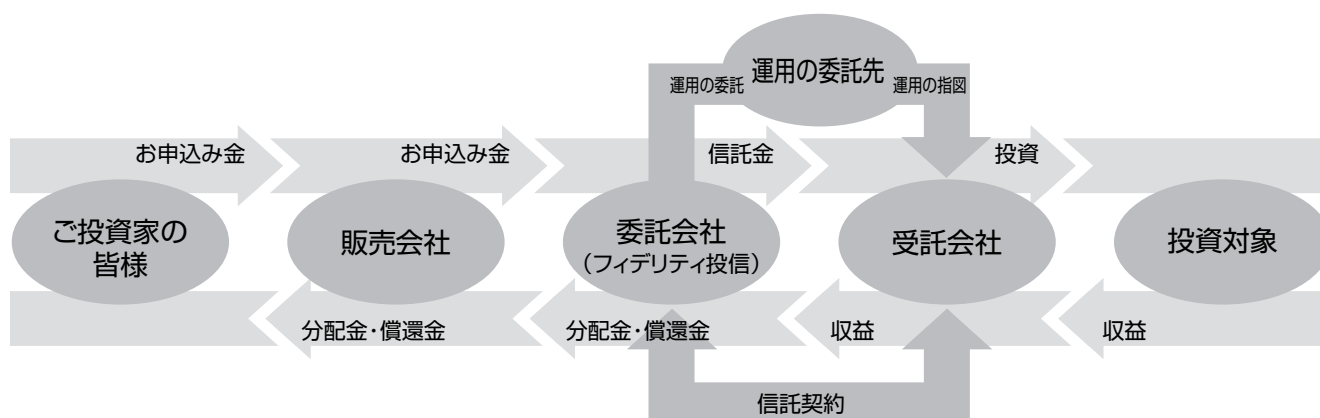 運用の委託
運用の委託先
運用の指図
お申込み金
お申込み金
信託金
投資
ご投資家の
皆様
販売会社
委託会社
（フィデリティ投信）
受託会社
投資対象
分配金・償還金
分配金・償還金
収益
収益
信託契約